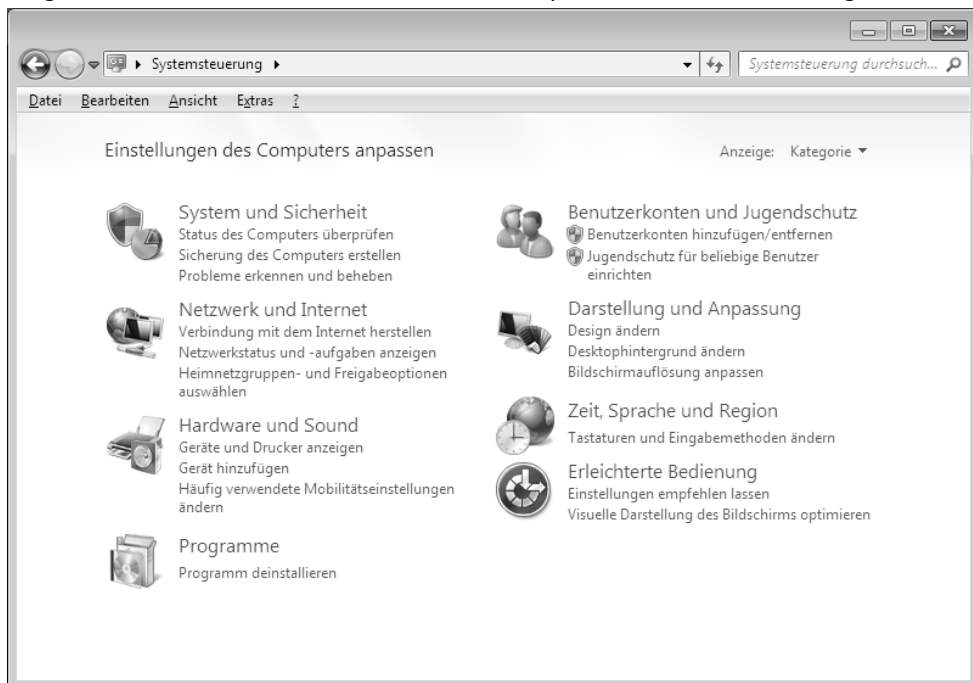 Systemsteuerung
Systemsteuerung durchsuch...
Datei Bearbeiten Ansicht Extras ?
Einstellungen des Computers anpassen
Anzeige: Kategorie
System und Sicherheit
Status des Computers überprüfen
Sicherung des Computers erstellen
Probleme erkennen und beheben
Netzwerk und Internet
Verbindung mit dem Internet herstellen
Netzwerkstatus und -aufgaben anzeigen
Heimnetzgruppen- und Freigabeoptionen
auswählen
Hardware und Sound
Geräte und Drucker anzeigen
Gerät hinzufügen
Häufig verwendete Mobilitätseinstellungen
ändern
Programme
Programm deinstallieren
Benutzerkonten und Jugendschutz
Benutzerkonten hinzufügen/entfernen
Jugendschutz für beliebige Benutzer
einrichten
Darstellung und Anpassung
Design ändern
Desktophintergrund ändern
Bildschirmauflösung anpassen
Zeit, Sprache und Region
Tastaturen und Eingabemethoden ändern
Erleichterte Bedienung
Einstellungen empfehlen lassen
Visuelle Darstellung des Bildschirms optimieren